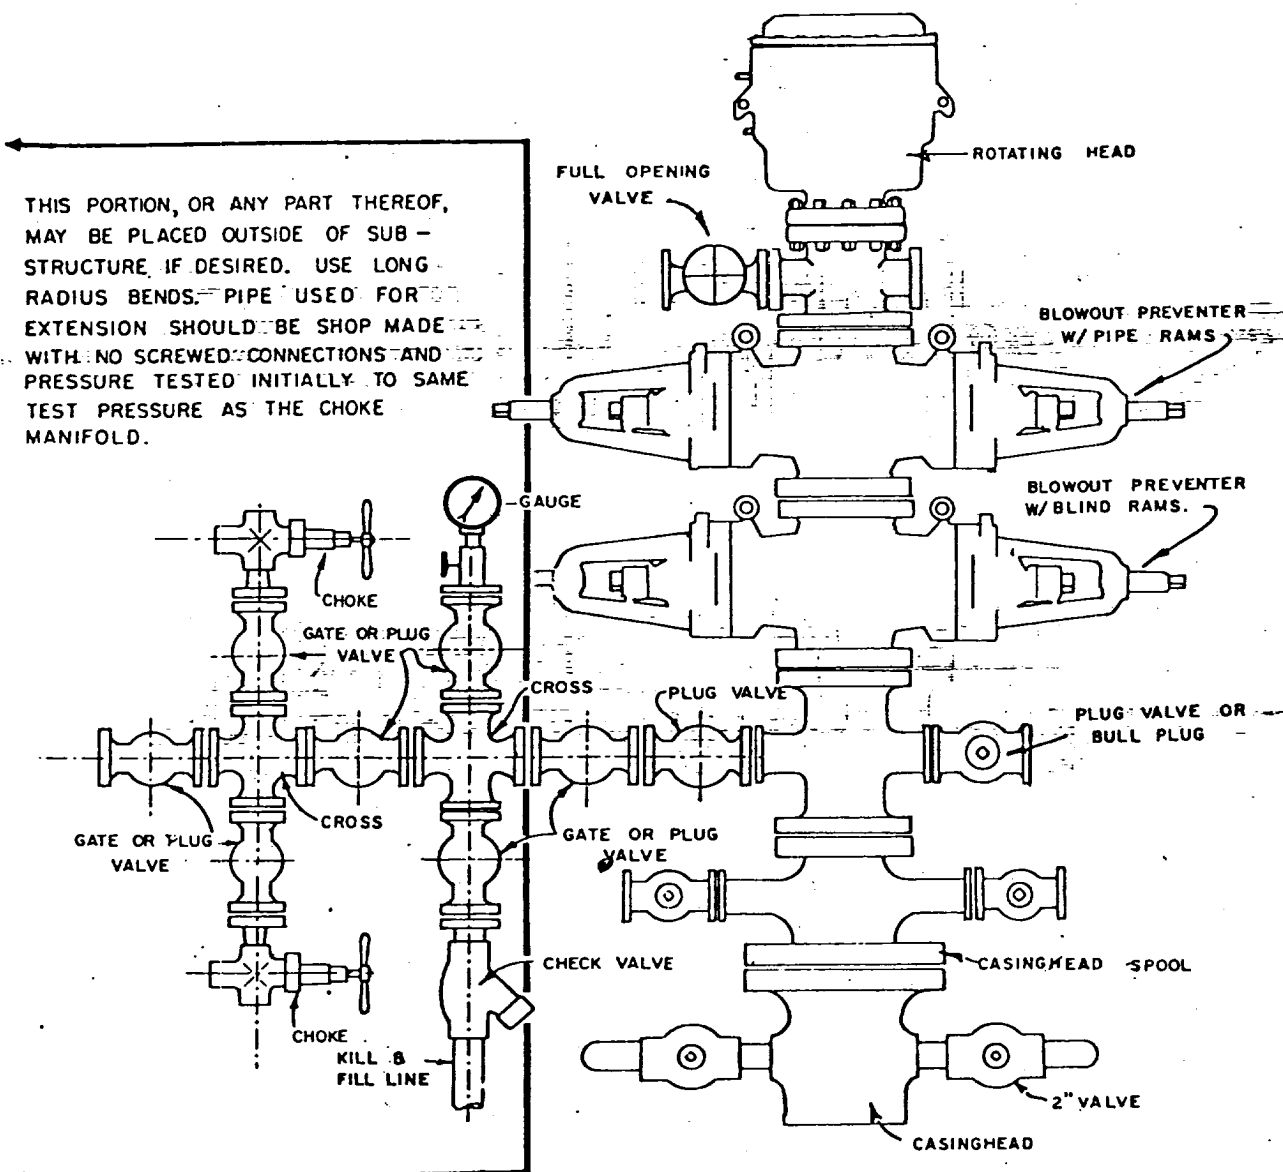 ROTATING HEAD
FULL OPENING
VALVE
THIS PORTION, OR ANY PART THEREOF,
MAY BE PLACED OUTSIDE OF SUB-
STRUCTURE IF DESIRED. USE LONG
RADIUS BENDS. PIPE USED FOR
EXTENSION SHOULD BE SHOP MADE
WITH NO SCREWED CONNECTIONS AND
PRESSURE TESTED INITIALLY TO SAME
TEST PRESSURE AS THE CHOKE
MANIFOLD.
BLOWOUT PREVENTER
W/ PIPE RAMS
BLOWOUT PREVENTER
W/BLIND RAMS.
GAUGE
CHOKE
GATE OR PLUG
VALVE
CROSS
PLUG VALVE
PLUG VALVE OR
BULL PLUG
CROSS
GATE OR PLUG
VALVE
GATE OR PLUG
VALVE
CHECK VALVE
CASINGHEAD SPOOL
CHOKE
KILL &
FILL LINE
2" VALVE
CASINGHEAD